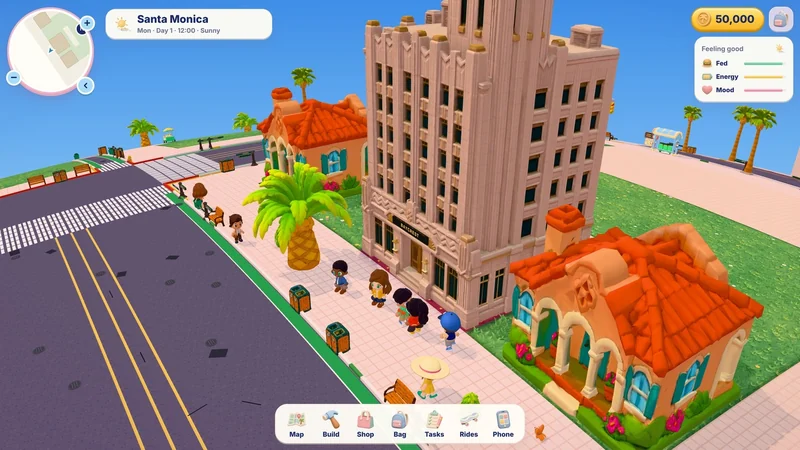 Santa Monica
Mon · Day 1 · 12:00 · Sunny
50,000
Feeling good
Fed
Energy
Mood
BAYCREST
Map
Build
Shop
Bag
Tasks
Rides
Phone